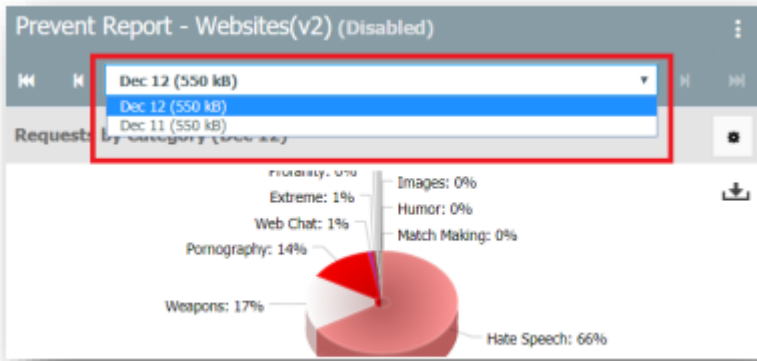 Prevent Report - Websites(v2) (Disabled)
Dec 12 (550 kB)
Dec 12 (550 kB)
Dec 11 (550 kB)
Requests by Category (Dec 12)
Profanity: 0%
Images: 0%
Extreme: 1%
Humor: 0%
Web Chat: 1%
Match Making: 0%
Pornography: 14%
Weapons: 17%
Hate Speech: 66%